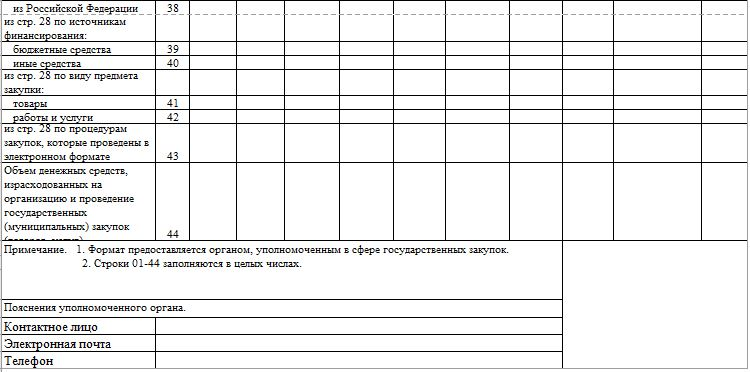 из Российской Федерации 38
из стр. 28 по источникам
финансирования:
бюджетные средства 39
иные средства 40
из стр. 28 по виду предмета
закупки:
товары 41
работы и услуги 42
из стр. 28 по процедурам
закупок, которые проведены в
электронном формате 43
Объем денежных средств,
израсходованных на
организацию и проведение
государственных
(муниципальных) закупок 44
Примечание. 1. Формат предоставляется органом, уполномоченным в сфере государственных закупок.
2. Строки 01-44 заполняются в целых числах.
Пояснения уполномоченного органа.
Контактное лицо
Электронная почта
Телефон